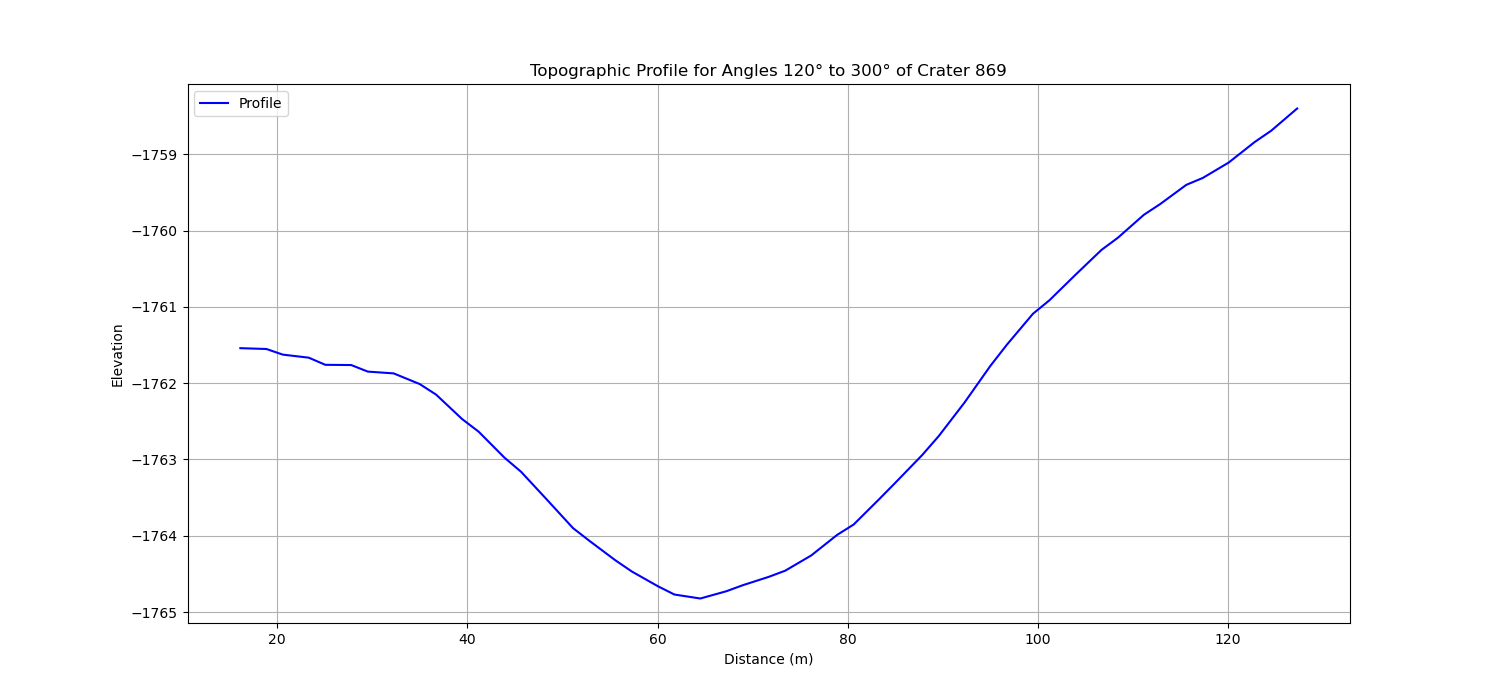 Topographic Profile for Angles 120° to 300° of Crater 869
Profile
−1759
−1760
−1761
−1762
−1763
−1764
−1765
Elevation
20 40 60 80 100 120
Distance (m)